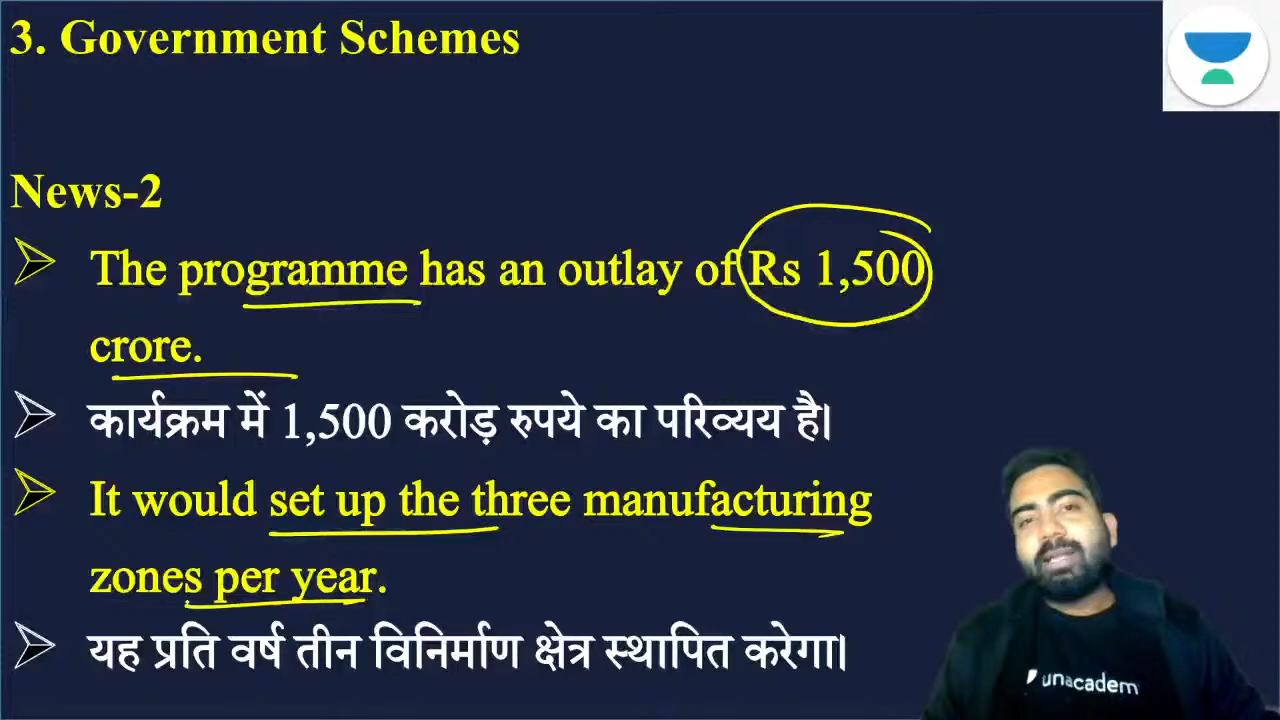 3. Government Schemes
News-2
The programme has an outlay of Rs 1,500
crore.
कार्यक्रम में 1,500 करोड़ रुपये का परिव्यय है।
It would set up the three manufacturing
zones per year.
यह प्रति वर्ष तीन विनिर्माण क्षेत्र स्थापित करेगा।
unacadem